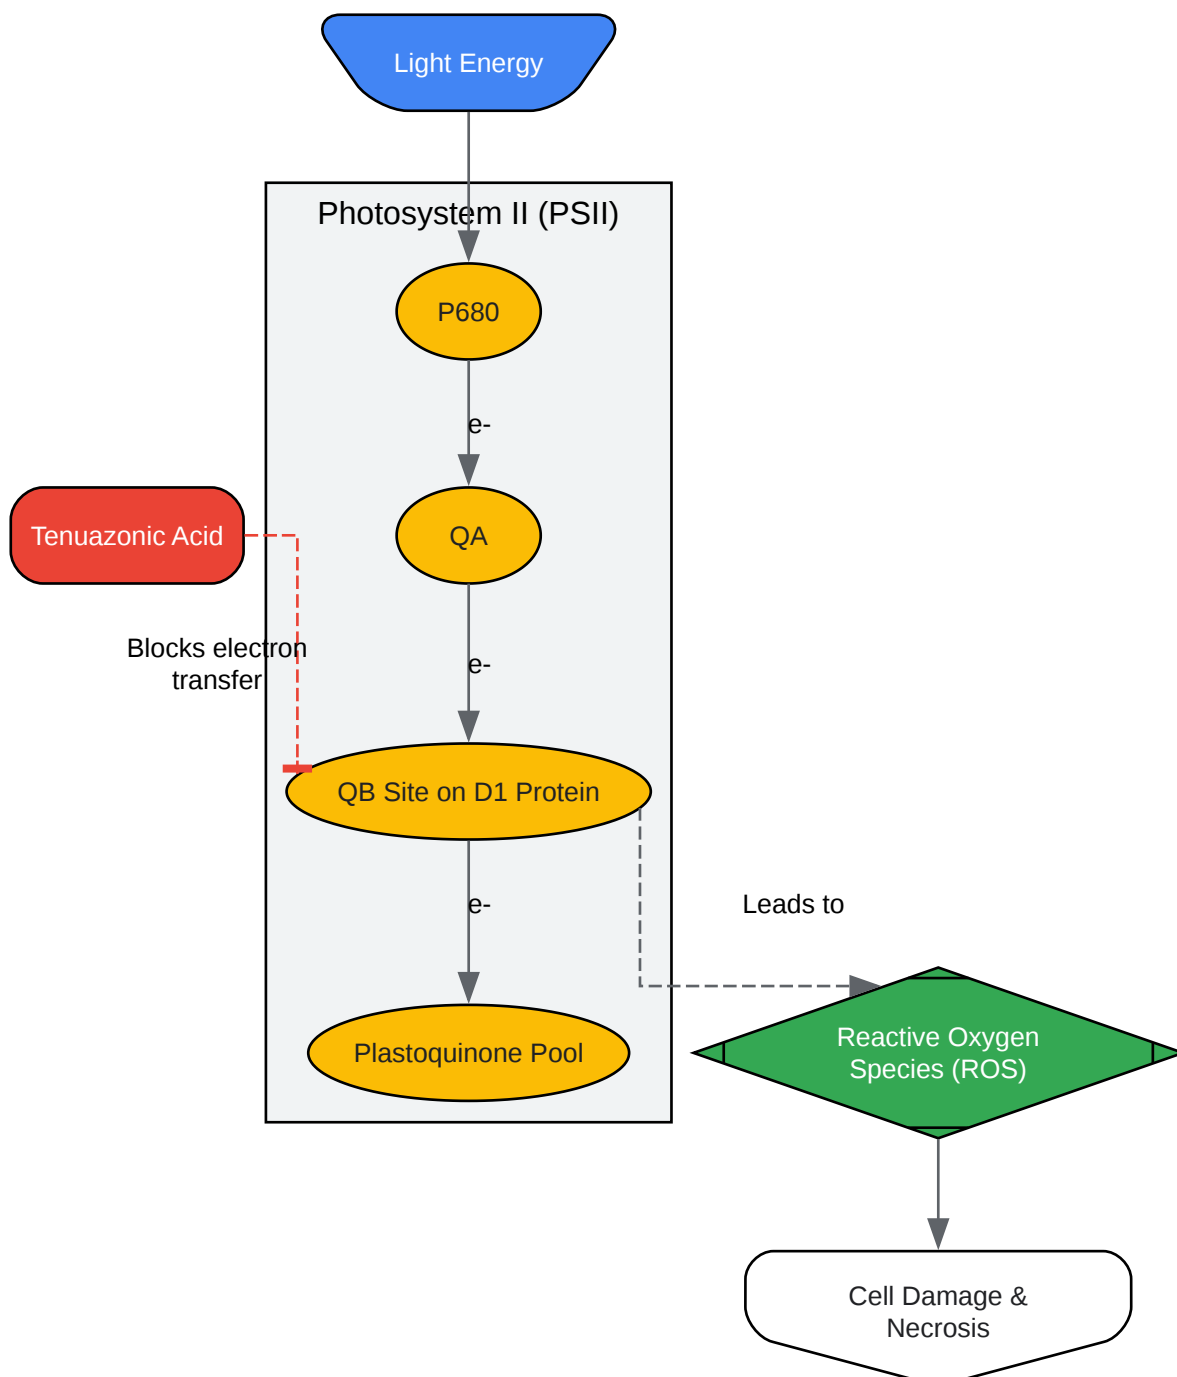 Light Energy
Photosystem II (PSII)
P680
e-
QA
Tenuazonic Acid
Blocks electron
transfer
e-
QB Site on D1 Protein
e-
Leads to
Plastoquinone Pool
Reactive Oxygen
Species (ROS)
Cell Damage &
Necrosis